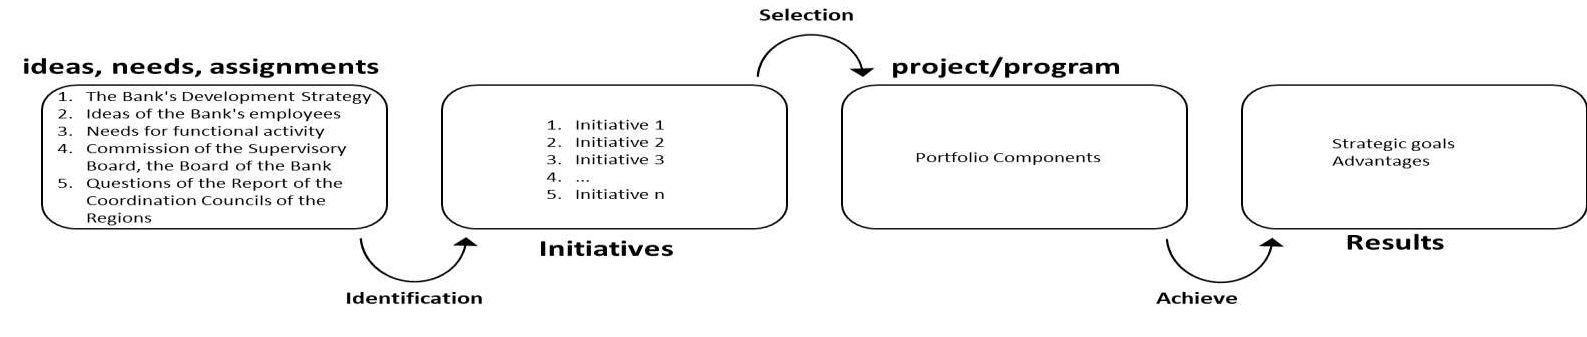 Selection
ideas, needs, assignments
1. The Bank's Development Strategy
2. Ideas of the Bank's employees
3. Needs for functional activity
4. Commission of the Supervisory
Board, the Board of the Bank
5. Questions of the Report of the
Coordination Councils of the
Regions
Identification
1. Initiative 1
2. Initiative 2
3. Initiative 3
4. ...
5. Initiative n
Initiatives
project/program
Portfolio Components
Achieve
Strategic goals
Advantages
Results